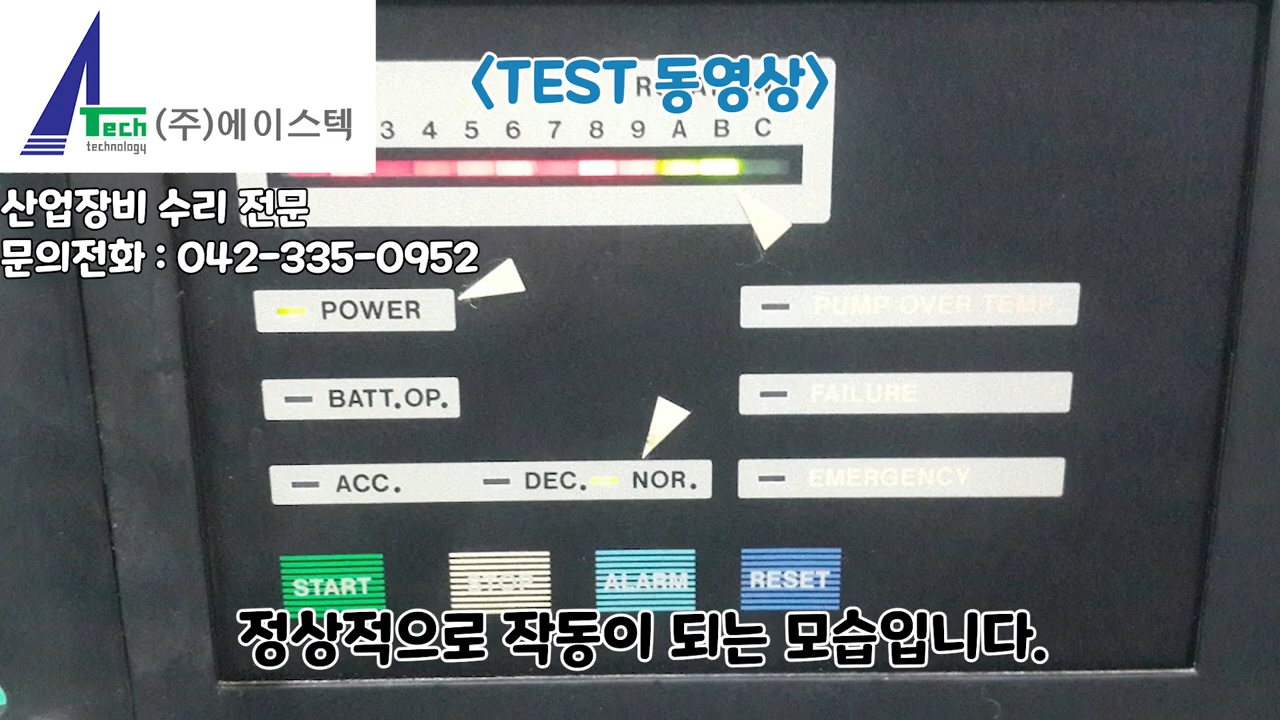 <TEST 동영상>
Tech
technology
(주)에이스텍
3 4 5 6 7 8 9 A B C
산업장비 수리 전문
문의전화 : 042-335-0952
POWER
PUMP OVER TEMP.
BATT.OP.
FAILURE
ACC. DEC. NOR.
EMERGENCY
START STOP ALARM RESET
정상적으로 작동이 되는 모습입니다.